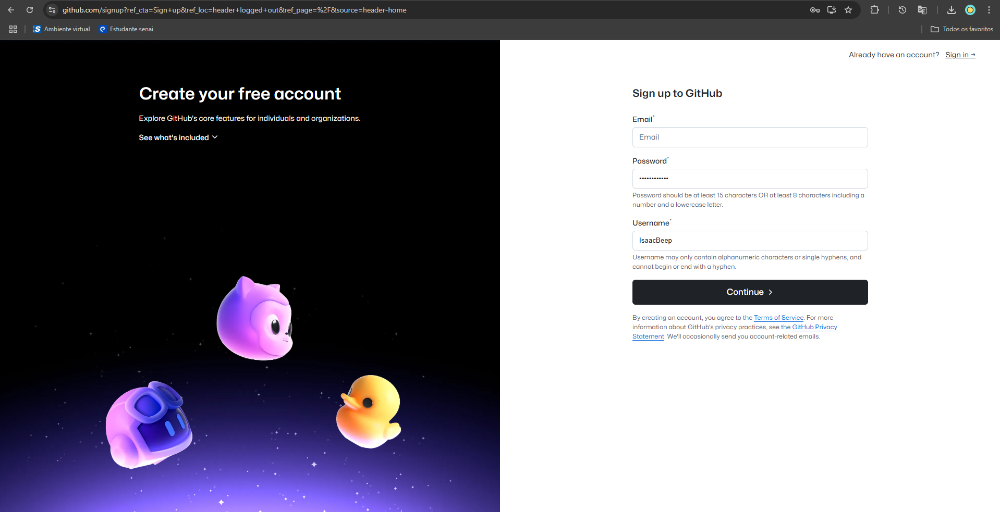 github.com/signup?ref_cta=Sign+up&ref_loc=header+logged+out&ref_page=%2F&source=header-home
Ambiente virtual
Estudante senai
Todos os favoritos
Already have an account? Sign in →
Create your free account
Explore GitHub's core features for individuals and organizations.
See what's included
Sign up to GitHub
Email*
Email
Password*
••••••••••••
Password should be at least 15 characters OR at least 8 characters including a
number and a lowercase letter.
Username*
IsaacBeep
Username may only contain alphanumeric characters or single hyphens, and
cannot begin or end with a hyphen.
Continue
By creating an account, you agree to the Terms of Service. For more
information about GitHub's privacy practices, see the GitHub Privacy
Statement. We'll occasionally send you account-related emails.